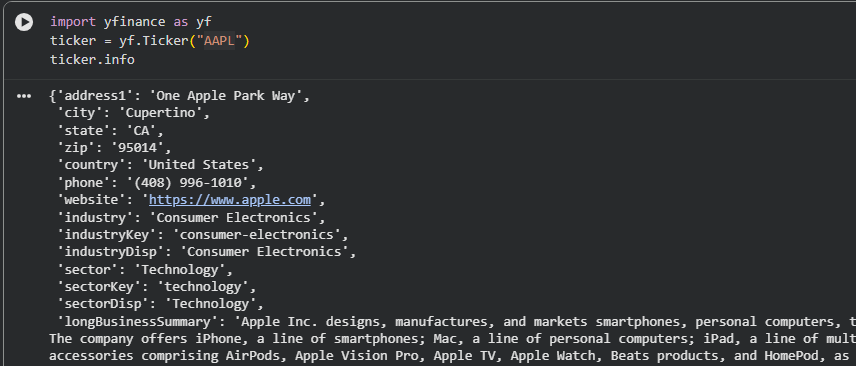 import yfinance as yf
ticker = yf.Ticker("AAPL")
ticker.info
{'address1': 'One Apple Park Way',
'city': 'Cupertino',
'state': 'CA',
'zip': '95014',
'country': 'United States',
'phone': '(408) 996-1010',
'website': 'https://www.apple.com',
'industry': 'Consumer Electronics',
'industryKey': 'consumer-electronics',
'industryDisp': 'Consumer Electronics',
'sector': 'Technology',
'sectorKey': 'technology',
'sectorDisp': 'Technology',
'longBusinessSummary': 'Apple Inc. designs, manufactures, and markets smartphones, personal computers, t
The company offers iPhone, a line of smartphones; Mac, a line of personal computers; iPad, a line of mult
accessories comprising AirPods, Apple Vision Pro, Apple TV, Apple Watch, Beats products, and HomePod, as